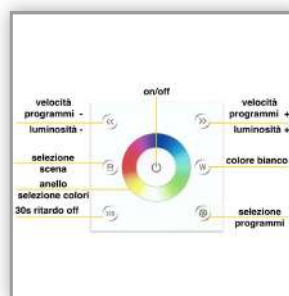 on/off
velocità
programmi -
luminosità -
velocità
programmi +
luminosità +
selezione
scena
colore bianco
W
anello
selezione colori
30s ritardo off
selezione
programmi